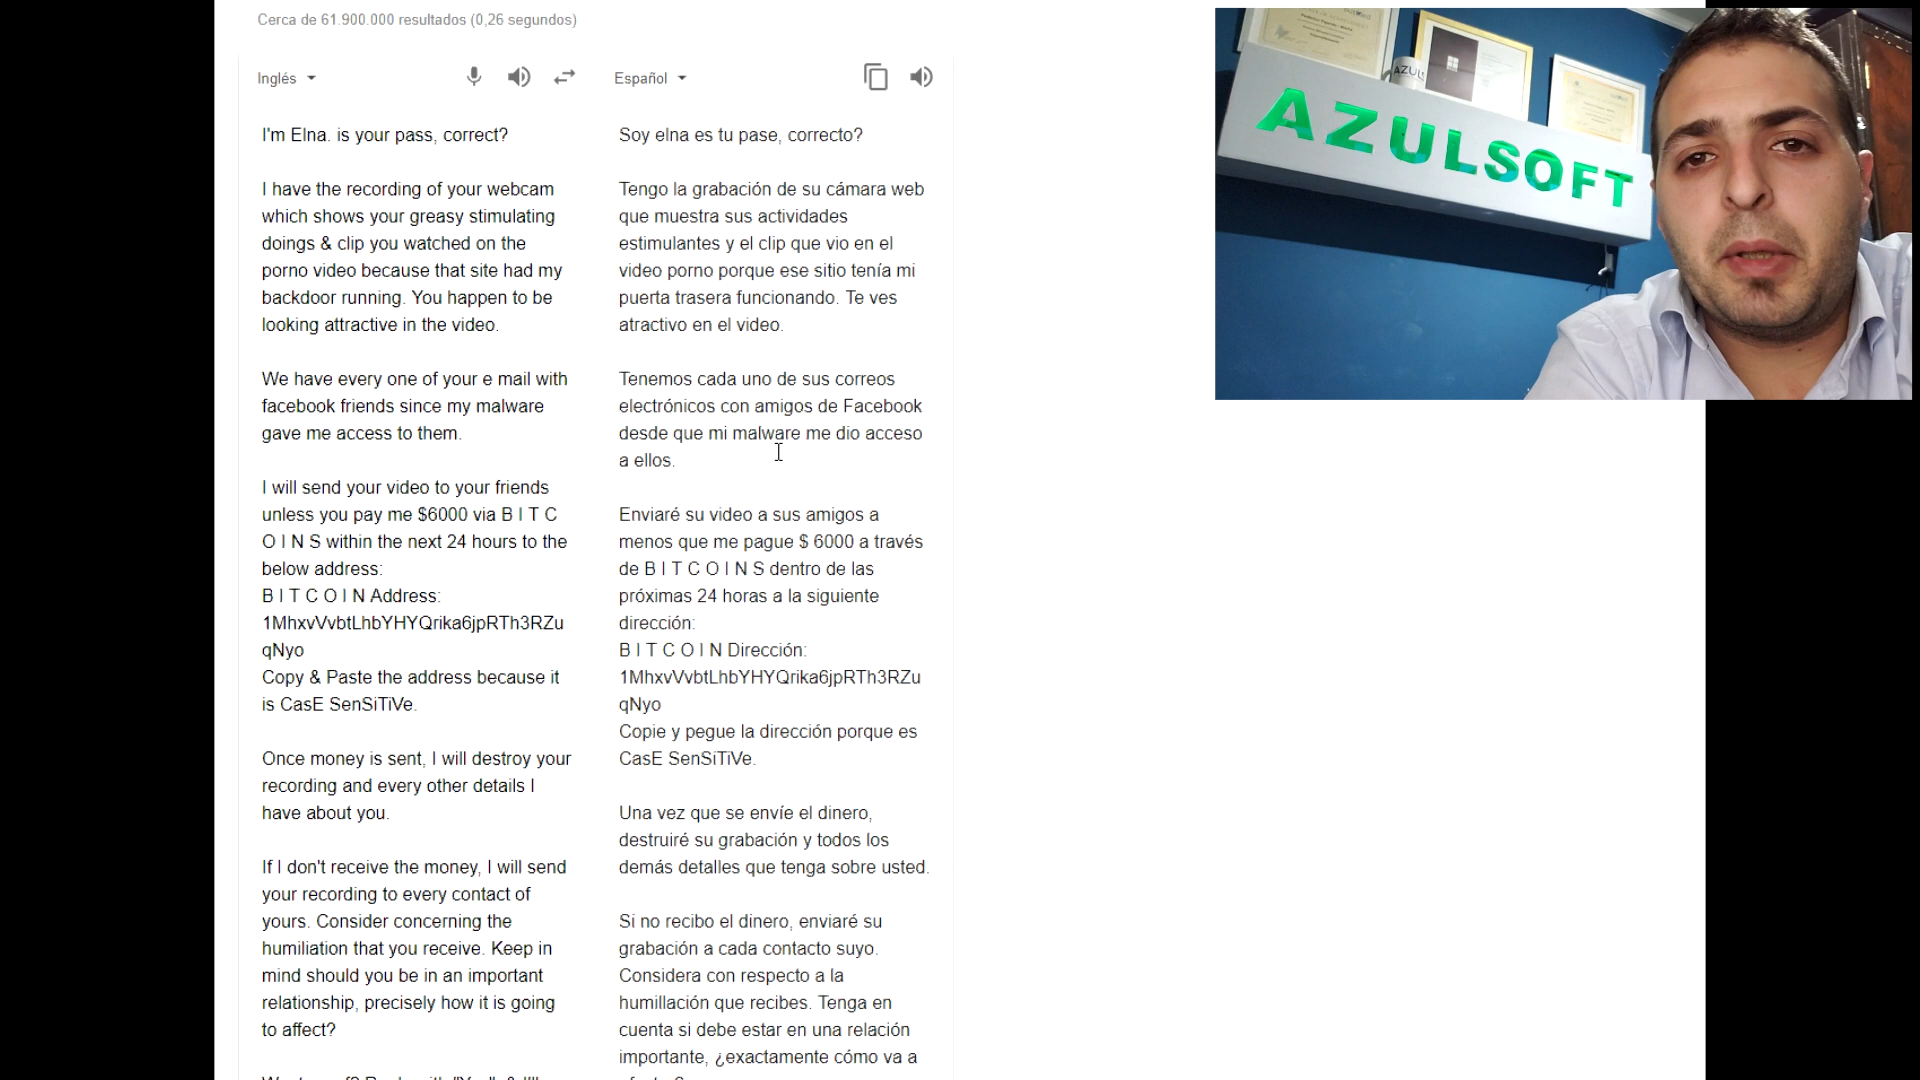 Cerca de 61.900.000 resultados (0,26 segundos)
Inglés
Español
I'm Elna. is your pass, correct?
I have the recording of your webcam
which shows your greasy stimulating
doings & clip you watched on the
porno video because that site had my
backdoor running. You happen to be
looking attractive in the video.
We have every one of your e mail with
facebook friends since my malware
gave me access to them.
I will send your video to your friends
unless you pay me $6000 via B I T C
O I N S within the next 24 hours to the
below address:
B I T C O I N Address:
1MhxvVvbtLhbYHYQrika6jpRTh3RZu
qNyo
Copy & Paste the address because it
is CasE SenSiTiVe.
Once money is sent, I will destroy your
recording and every other details I
have about you.
If I don't receive the money, I will send
your recording to every contact of
yours. Consider concerning the
humiliation that you receive. Keep in
mind should you be in an important
relationship, precisely how it is going
to affect?
Soy elna es tu pase, correcto?
Tengo la grabación de su cámara web
que muestra sus actividades
estimulantes y el clip que vio en el
video porno porque ese sitio tenía mi
puerta trasera funcionando. Te ves
atractivo en el video.
Tenemos cada uno de sus correos
electrónicos con amigos de Facebook
desde que mi malware me dio acceso
a ellos.
Enviaré su video a sus amigos a
menos que me pague $ 6000 a través
de B I T C O I N S dentro de las
próximas 24 horas a la siguiente
dirección:
B I T C O I N Dirección:
1MhxvVvbtLhbYHYQrika6jpRTh3RZu
qNyo
Copie y pegue la dirección porque es
CasE SenSiTiVe.
Una vez que se envíe el dinero,
destruiré su grabación y todos los
demás detalles que tenga sobre usted.
Si no recibo el dinero, enviaré su
grabación a cada contacto suyo.
Considera con respecto a la
humillación que recibes. Tenga en
cuenta si debe estar en una relación
importante, ¿exactamente cómo va a
AZULSOFT